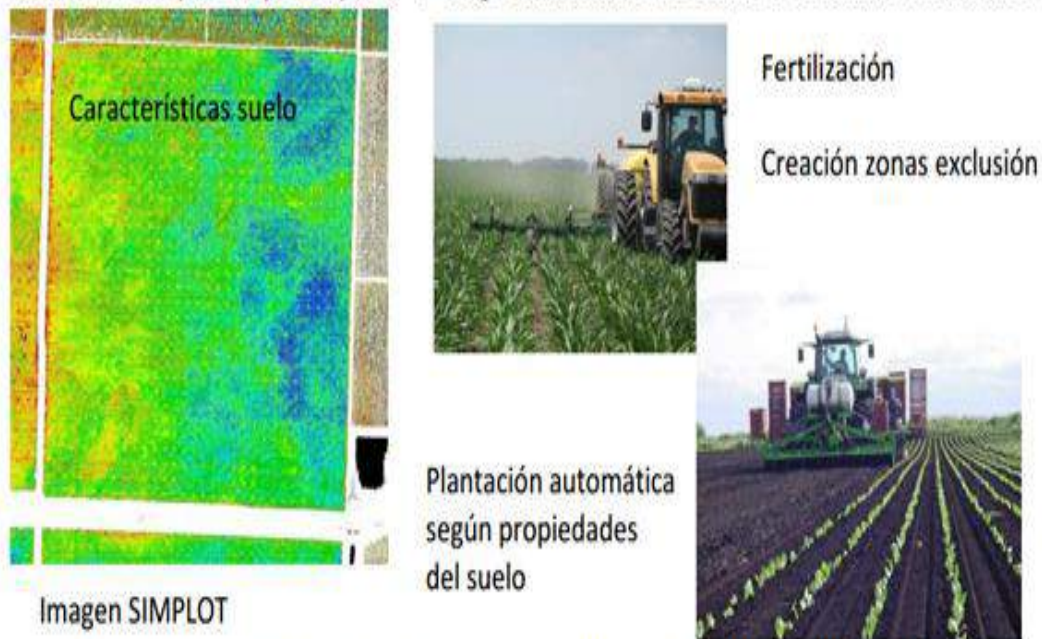 Características suelo
Fertilización
Creación zonas exclusión
Plantación automática
según propiedades
del suelo
Imagen SIMPLOT